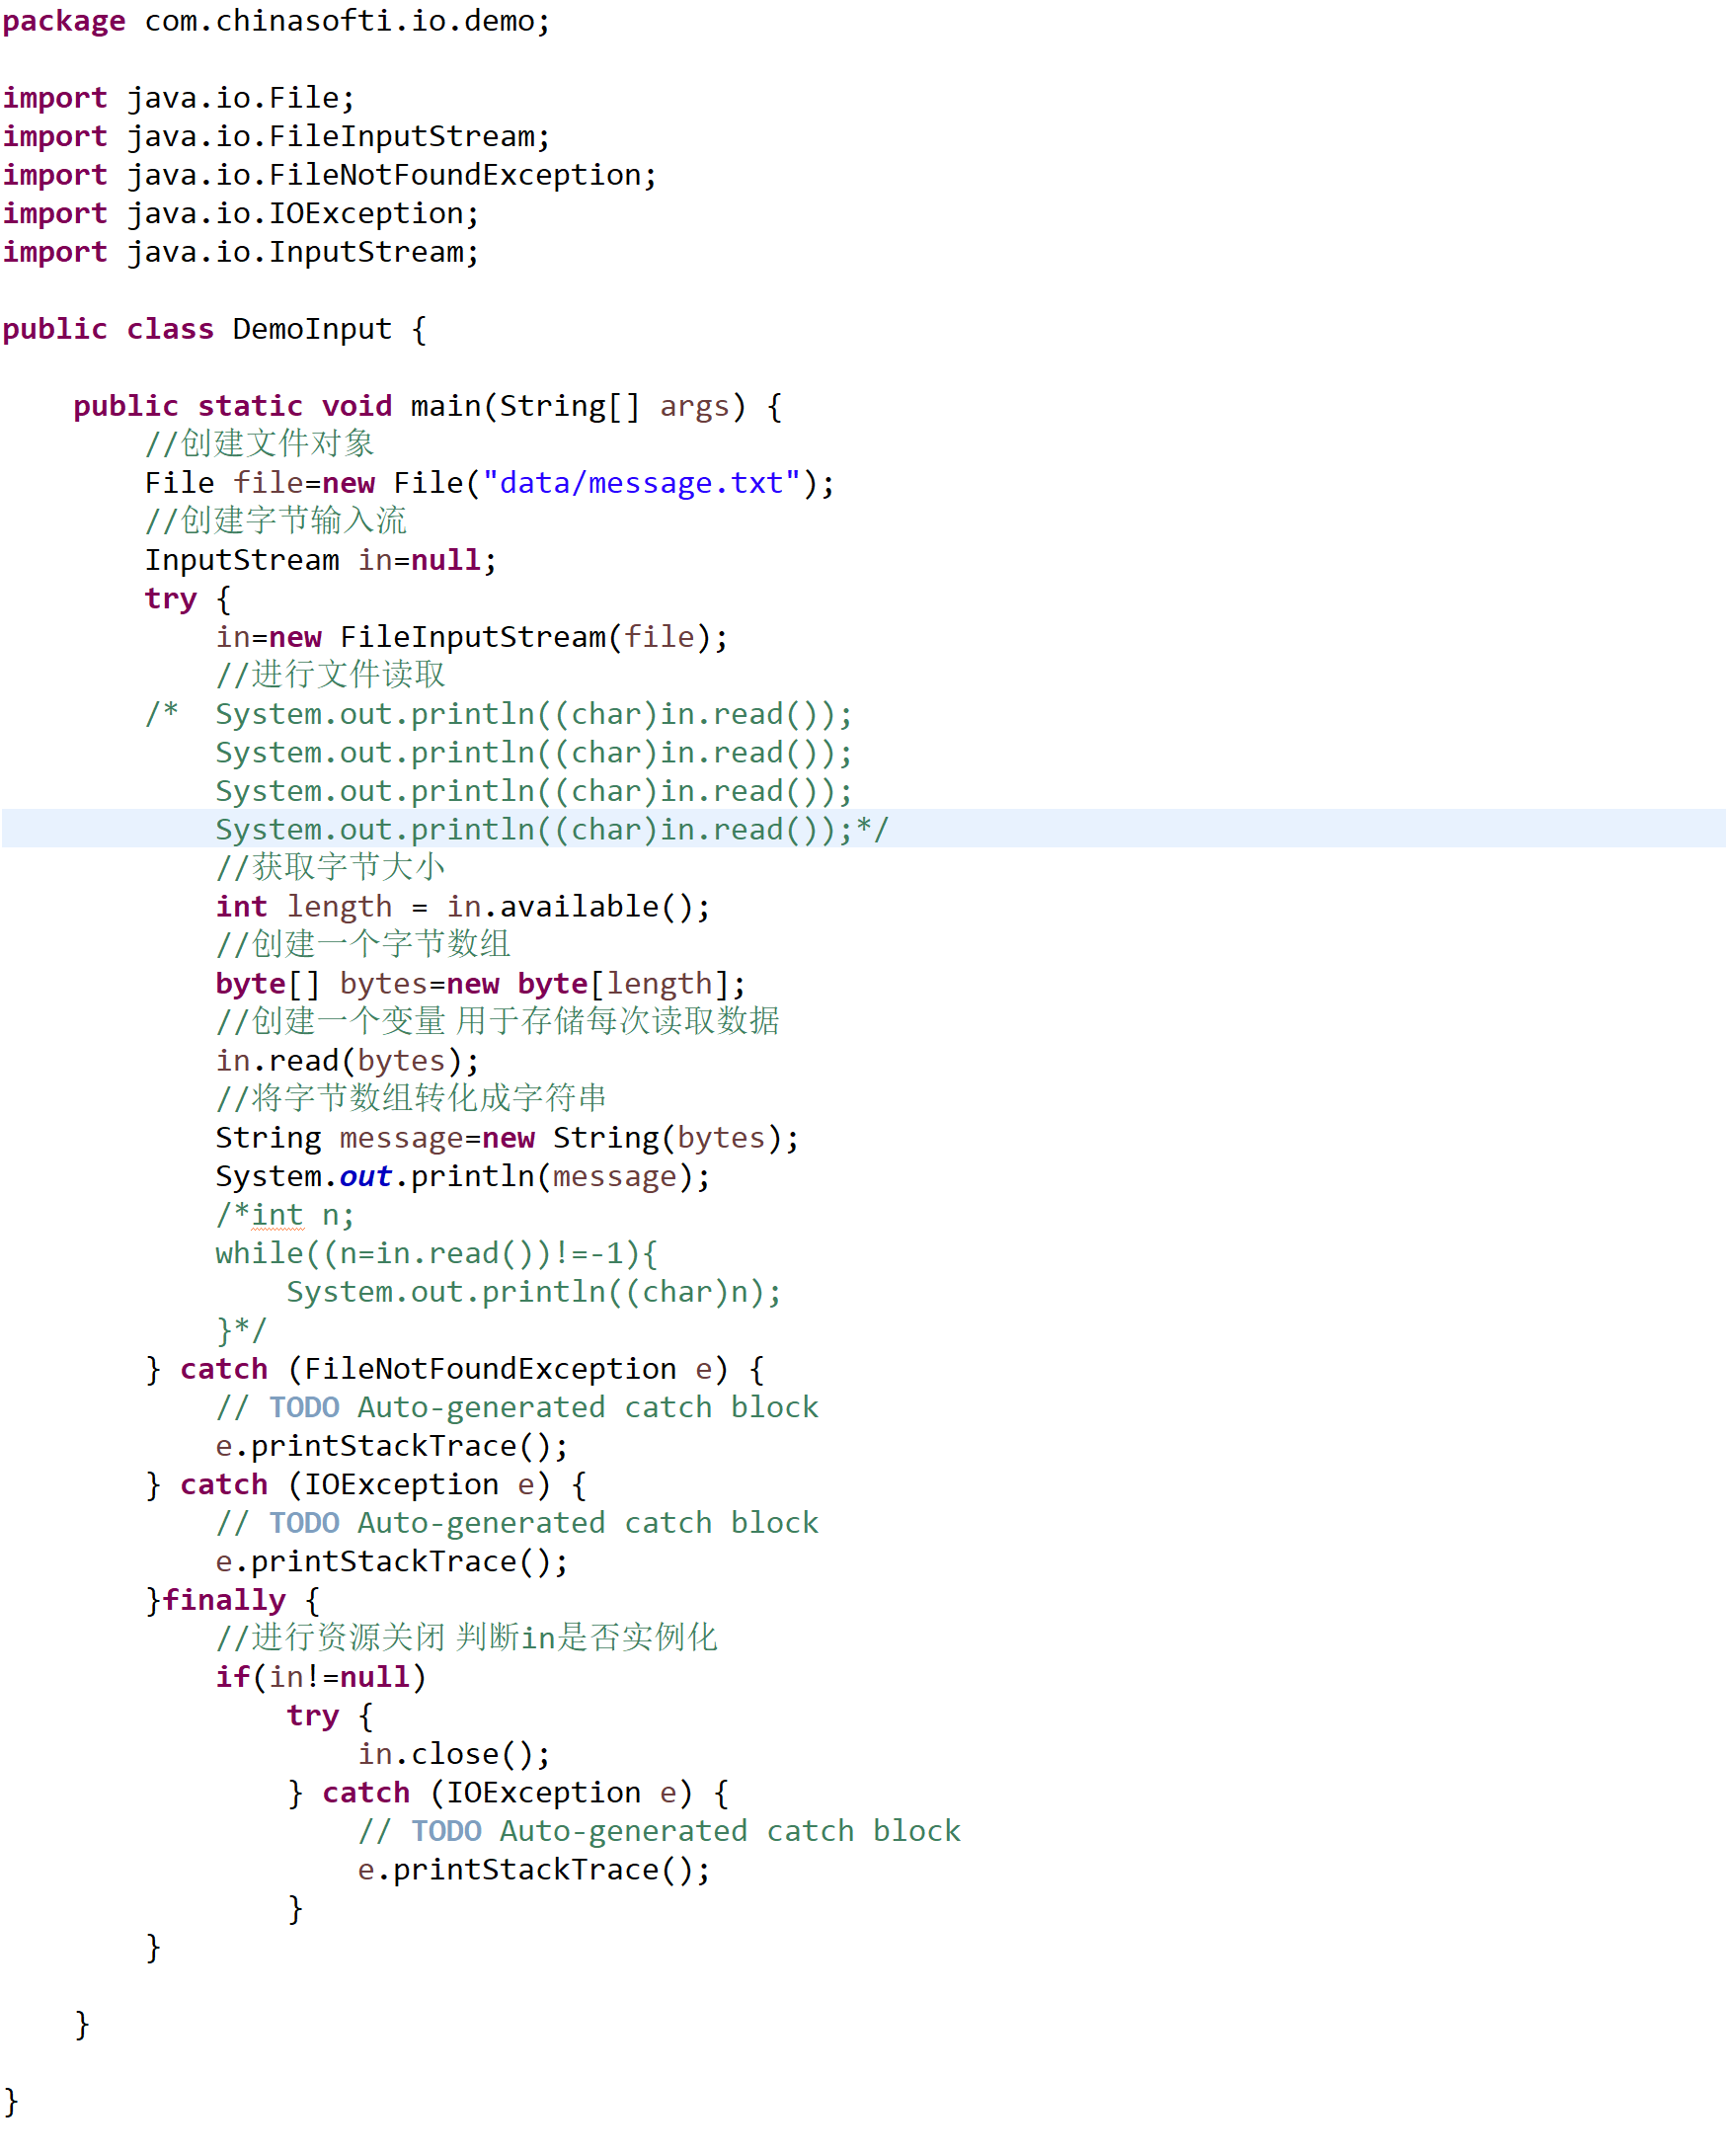 package com.chinasofti.io.demo;
import java.io.File;
import java.io.FileInputStream;
import java.io.FileNotFoundException;
import java.io.IOException;
import java.io.InputStream;
public class DemoInput {
public static void main(String[] args) {
//创建文件对象
File file=new File("data/message.txt");
//创建字节输入流
InputStream in=null;
try {
in=new FileInputStream(file);
//进行文件读取
/* System.out.println((char)in.read());
System.out.println((char)in.read());
System.out.println((char)in.read());
System.out.println((char)in.read());*/
//获取字节大小
int length = in.available();
//创建一个字节数组
byte[] bytes=new byte[length];
//创建一个变量 用于存储每次读取数据
in.read(bytes);
//将字节数组转化成字符串
String message=new String(bytes);
System.out.println(message);
/*int n;
while((n=in.read())!=-1){
System.out.println((char)n);
}*/
} catch (FileNotFoundException e) {
// TODO Auto-generated catch block
e.printStackTrace();
} catch (IOException e) {
// TODO Auto-generated catch block
e.printStackTrace();
}finally {
//进行资源关闭 判断in是否实例化
if(in!=null)
try {
in.close();
} catch (IOException e) {
// TODO Auto-generated catch block
e.printStackTrace();
}
}
}
}